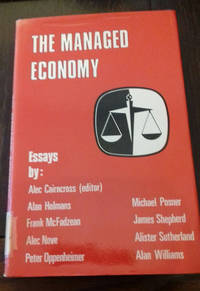 THE MANAGED
ECONOMY
Essays
by:
Alec Cairncross (editor)
Alan Holmans
Frank McFadzean
Alec Nove
Peter Oppenheimer
Michael Posner
James Shepherd
Alister Sutherland
Alan Williams